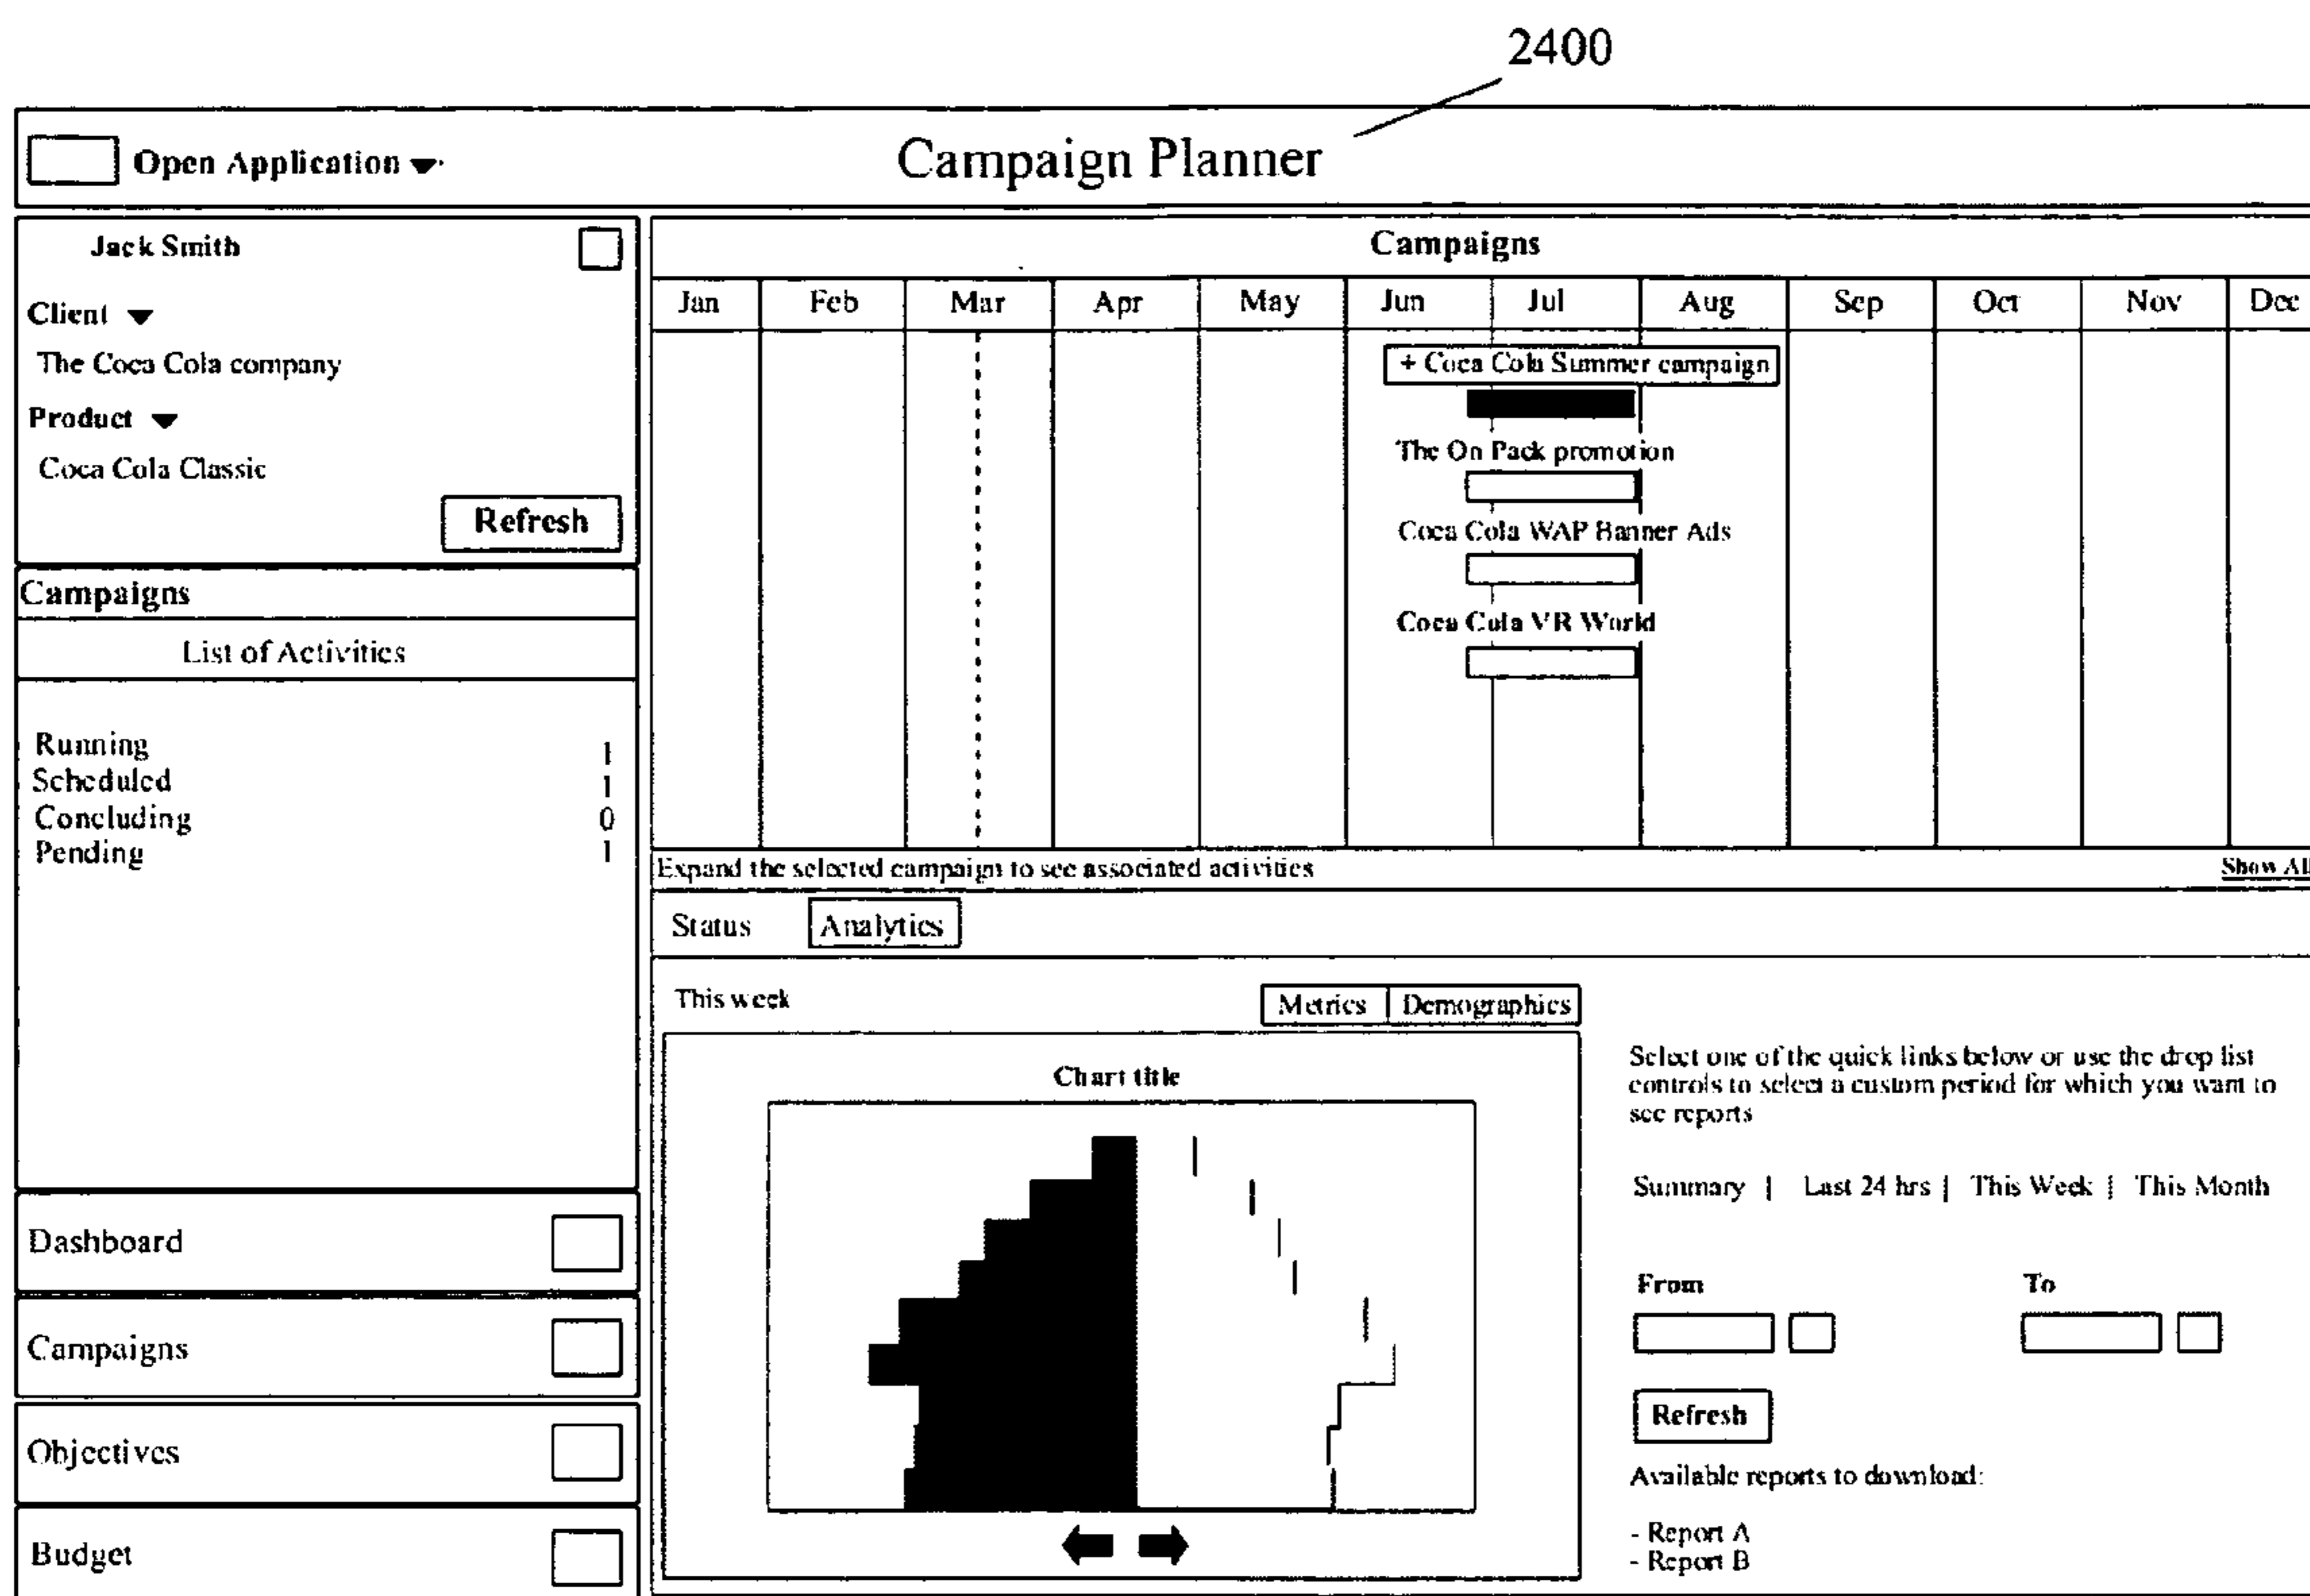 2400
Open Application
Campaign Planner
Jack Smith
Client
The Coca Cola company
Product
Coca Cola Classic
Refresh
Campaigns
List of Activities
Running 1
Scheduled 1
Concluding 0
Pending 1
Dashboard
Campaigns
Objectives
Budget
Campaigns
Jan Feb Mar Apr May Jun Jul Aug Sep Oct Nov Dec
+ Coca Cola Summer campaign
The On Pack promotion
Coca Cola WAP Banner Ads
Coca Cola VR World
Expand the selected campaign to see associated activities Show All
Status Analytics
This week Metrics | Demographics
Chart title
Select one of the quick links below or use the drop list
controls to select a custom period for which you want to
see reports
Summary | Last 24 hrs | This Week | This Month
From To
Refresh
Available reports to download:
- Report A
- Report B